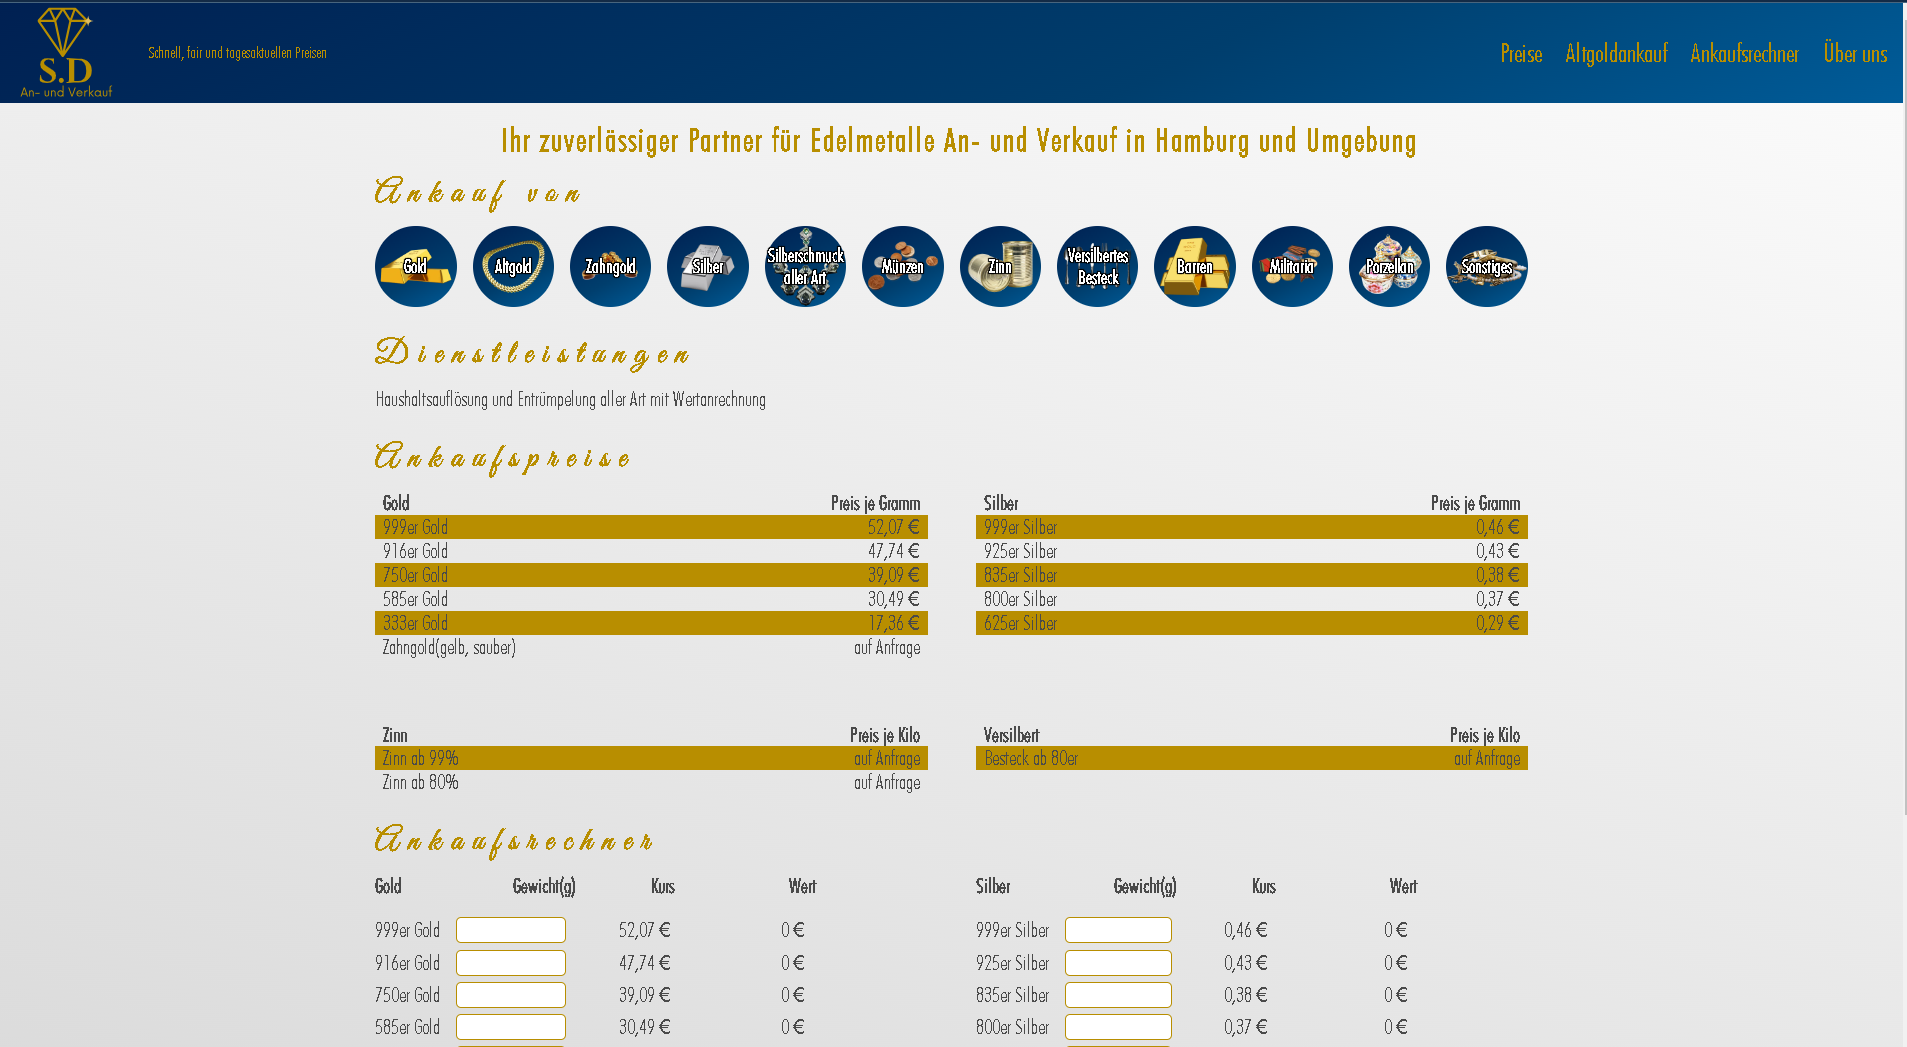 S.D
An- und Verkauf
Schnell, fair und tagesaktuellen Preisen
Preise Altgoldankauf Ankaufsrechner Über uns
Ihr zuverlässiger Partner für Edelmetalle An- und Verkauf in Hamburg und Umgebung
Ankauf von
Gold Altgold Zahngold Silber Silberschmuck aller Art Münzen Zinn Versilbertes Besteck Barren Militaria Porzellan Sonstiges
Dienstleistungen
Haushaltsauflösung und Entrümpelung aller Art mit Wertanrechnung
Ankaufspreise
Gold Preis je Gramm
999er Gold 52,07 €
916er Gold 47,74 €
750er Gold 39,09 €
585er Gold 30,49 €
333er Gold 17,36 €
Zahngold(gelb, sauber) auf Anfrage
Silber Preis je Gramm
999er Silber 0,46 €
925er Silber 0,43 €
835er Silber 0,38 €
800er Silber 0,37 €
625er Silber 0,29 €
Zinn Preis je Kilo
Zinn ab 99% auf Anfrage
Zinn ab 80% auf Anfrage
Versilbert Preis je Kilo
Besteck ab 80er auf Anfrage
Ankaufsrechner
Gold Gewicht(g) Kurs Wert
999er Gold 52,07 € 0 €
916er Gold 47,74 € 0 €
750er Gold 39,09 € 0 €
585er Gold 30,49 € 0 €
Silber Gewicht(g) Kurs Wert
999er Silber 0,46 € 0 €
925er Silber 0,43 € 0 €
835er Silber 0,38 € 0 €
800er Silber 0,37 € 0 €